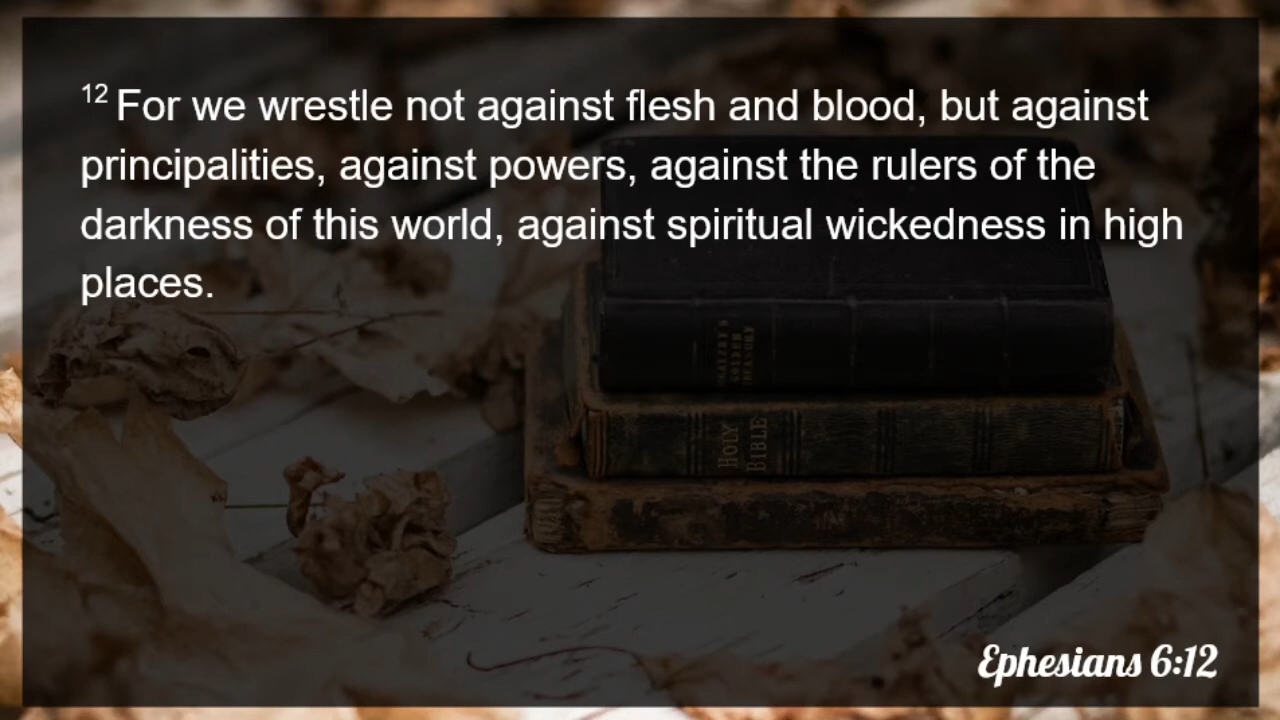 12 For we wrestle not against flesh and blood, but against
principalities, against powers, against the rulers of the
darkness of this world, against spiritual wickedness in high
places.
HOLY
BIBLE
Ephesians 6:12